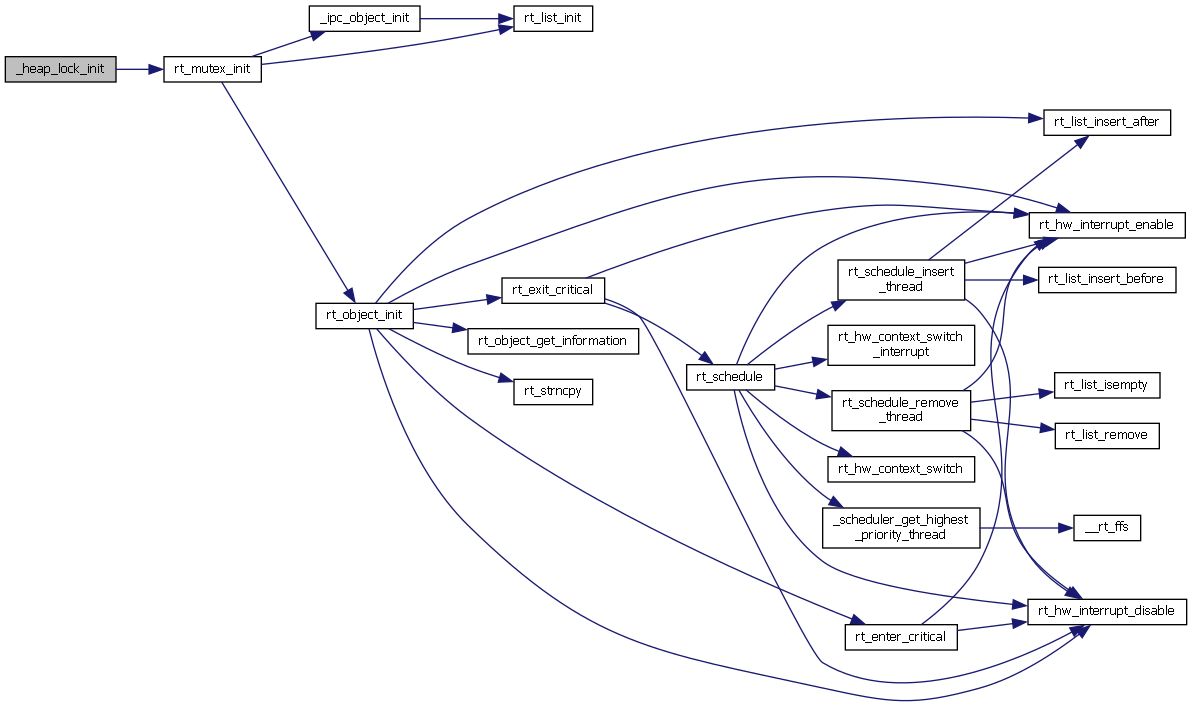 _heap_lock_init
rt_mutex_init
_ipc_object_init
rt_list_init
rt_object_init
rt_exit_critical
rt_object_get_information
rt_strncpy
rt_schedule
rt_schedule_insert
_thread
rt_hw_context_switch
_interrupt
rt_schedule_remove
_thread
rt_hw_context_switch
_scheduler_get_highest
_priority_thread
rt_enter_critical
rt_list_insert_after
rt_hw_interrupt_enable
rt_list_insert_before
rt_list_isempty
rt_list_remove
__rt_ffs
rt_hw_interrupt_disable